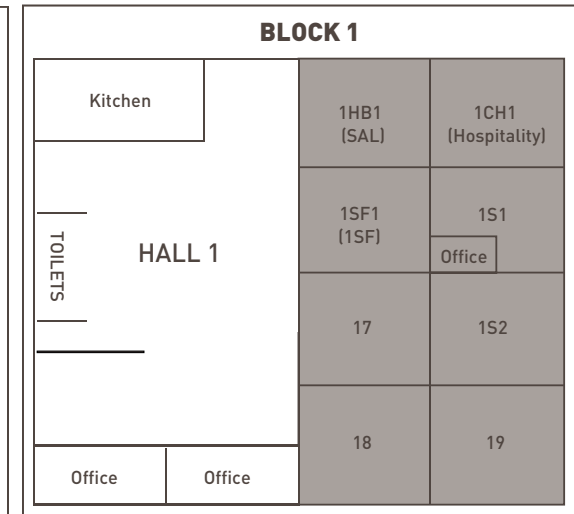 BLOCK 1
Kitchen
1HB1
(SAL)
1CH1
(Hospitality)
1SF1
(1SF)
1S1
TOILETS
HALL 1
Office
17
1S2
18
19
Office
Office